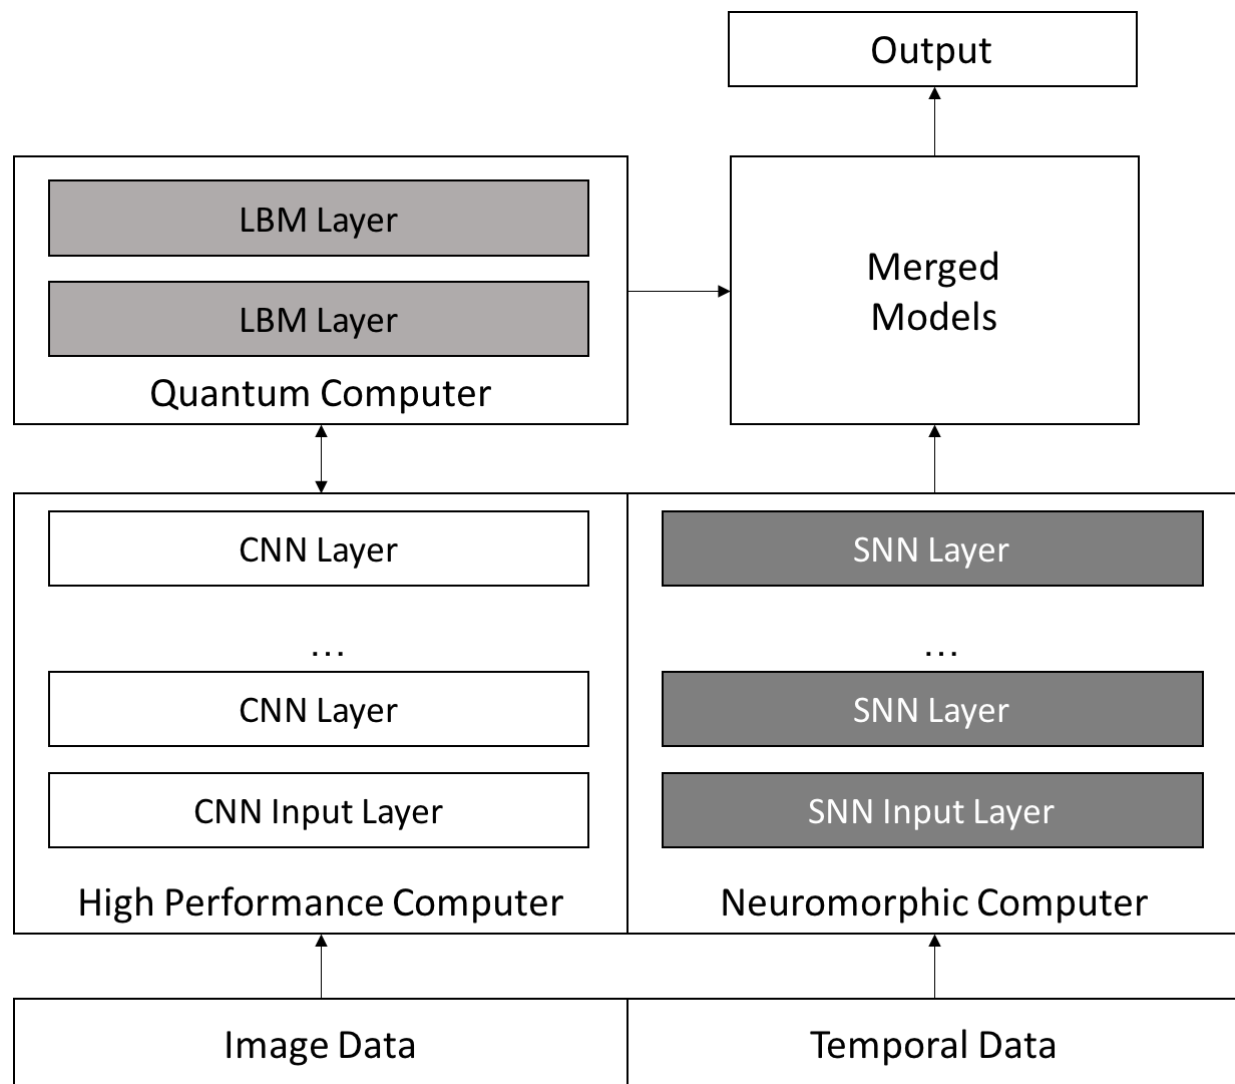 Output
LBM Layer
LBM Layer
Quantum Computer
Merged
Models
CNN Layer
...
CNN Layer
CNN Input Layer
High Performance Computer
SNN Layer
...
SNN Layer
SNN Input Layer
Neuromorphic Computer
Image Data
Temporal Data